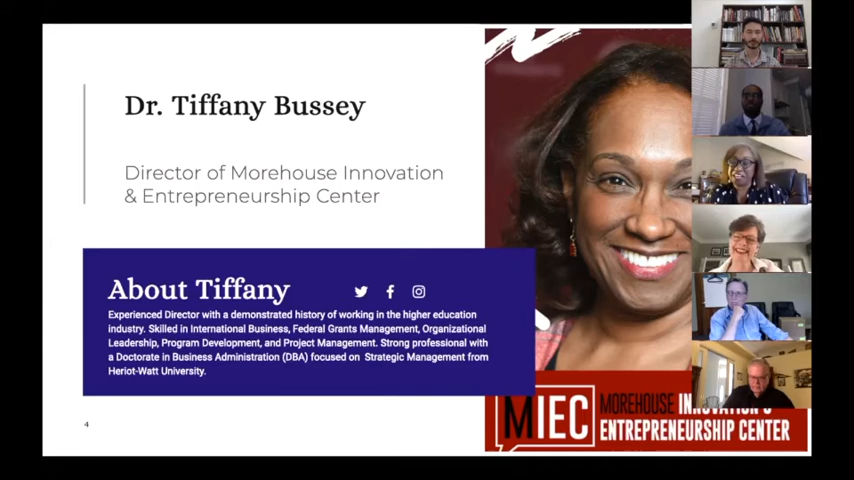 Dr. Tiffany Bussey
Director of Morehouse Innovation
& Entrepreneurship Center
About Tiffany
Experienced Director with a demonstrated history of working in the higher education
industry. Skilled in International Business, Federal Grants Management, Organizational
Leadership, Program Development, and Project Management. Strong professional with
a Doctorate in Business Administration (DBA) focused on Strategic Management from
Heriot-Watt University.
MIEC
MOREHOUSE
ENTREPRENEURSHIP CENTER
4